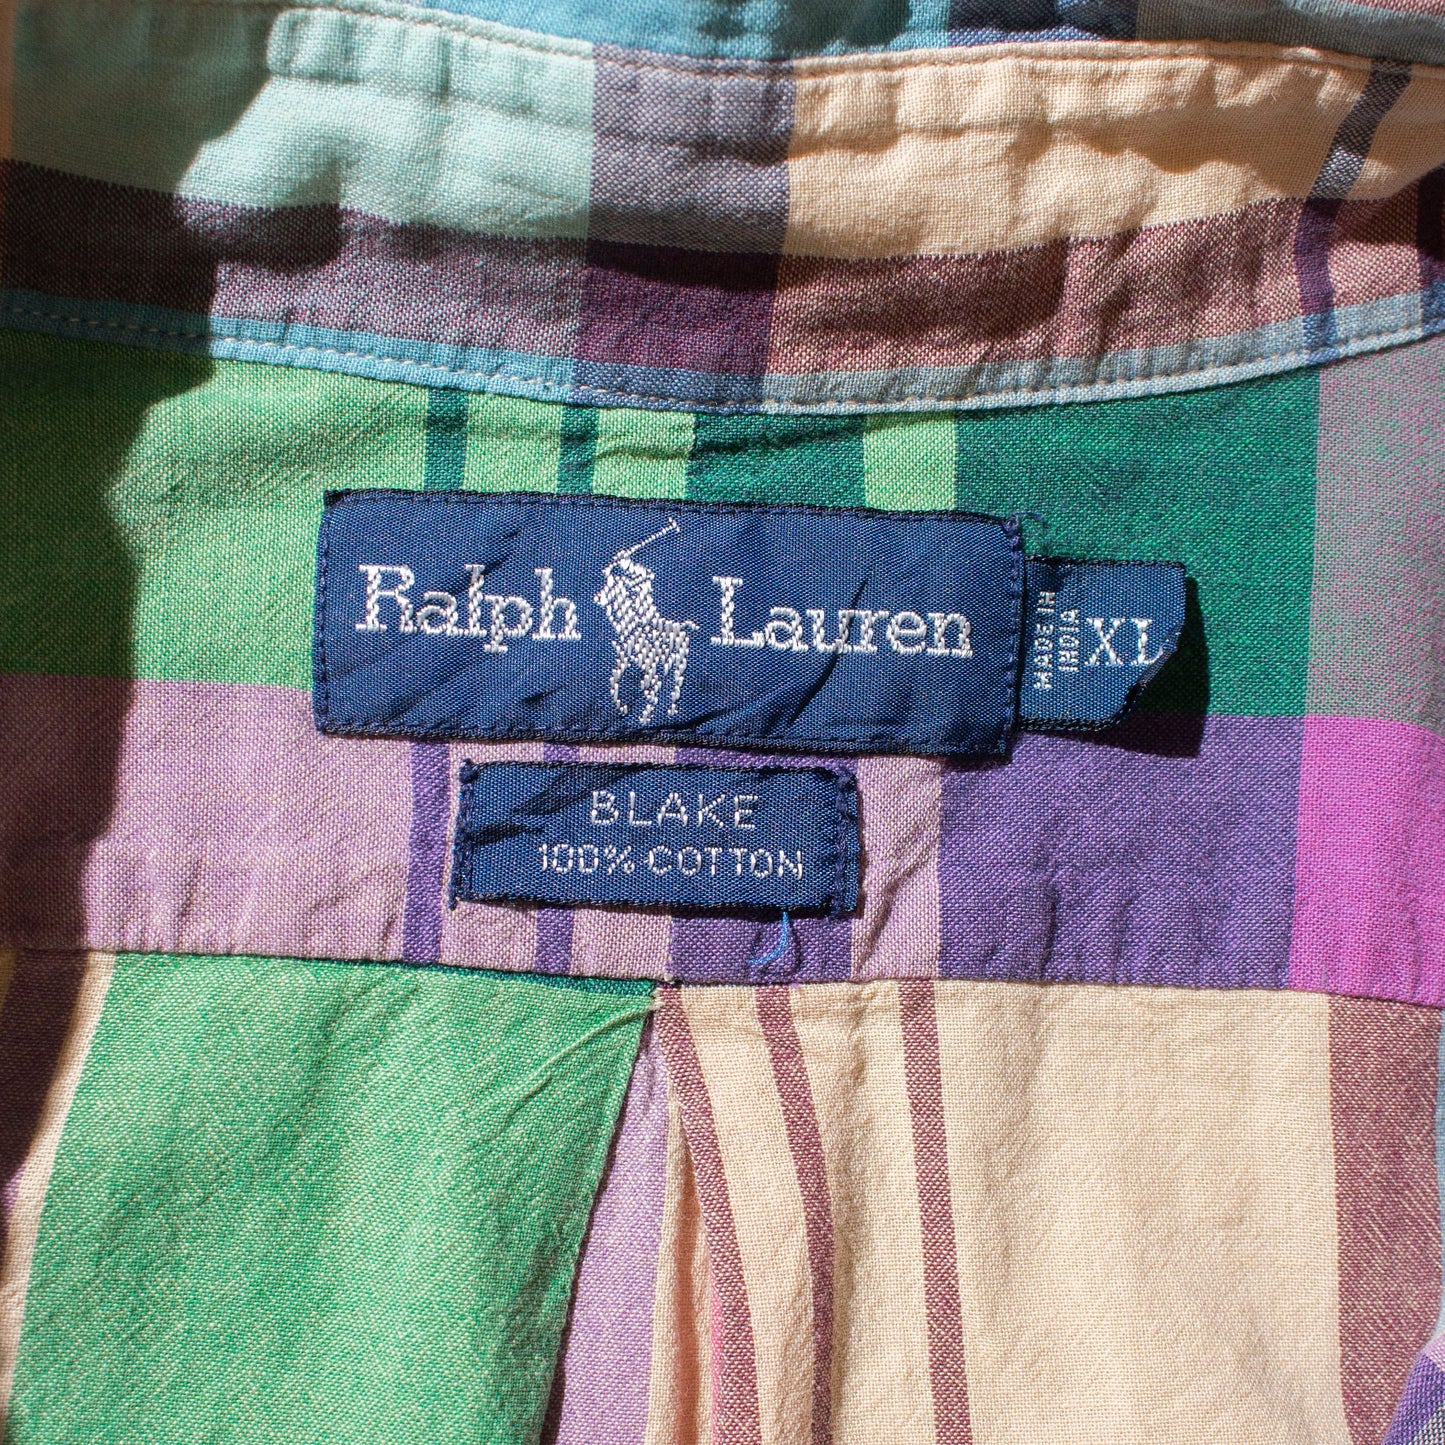 Ralph Lauren
MADE IN
INDIA
XL
BLAKE
100% COTTON